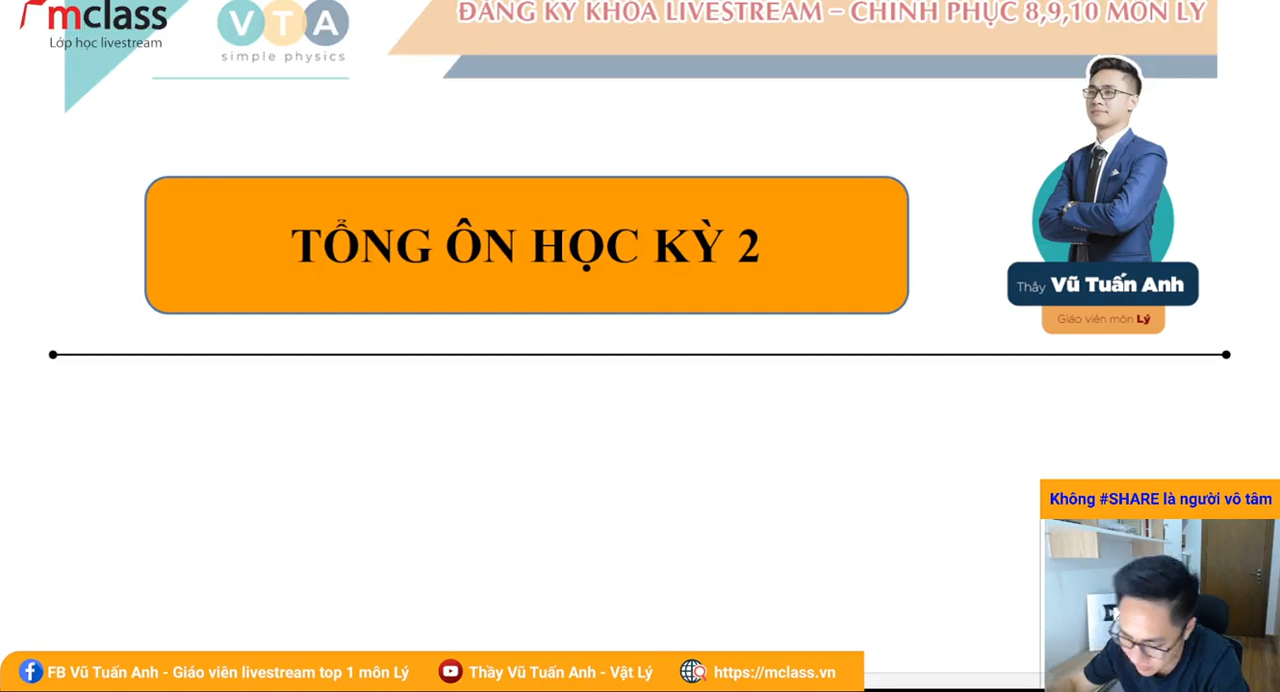 mclass
Lớp học livestream
VTA
simple physics
ĐĂNG KÝ KHÓA LIVESTREAM – CHINH PHỤC 8,9,10 MÔN LÝ
TỔNG ÔN HỌC KỲ 2
Thầy Vũ Tuấn Anh
Giáo viên môn Lý
Không #SHARE là người vô tâm
FB Vũ Tuấn Anh - Giáo viên livestream top 1 môn Lý
Thầy Vũ Tuấn Anh - Vật Lý
https://mclass.vn